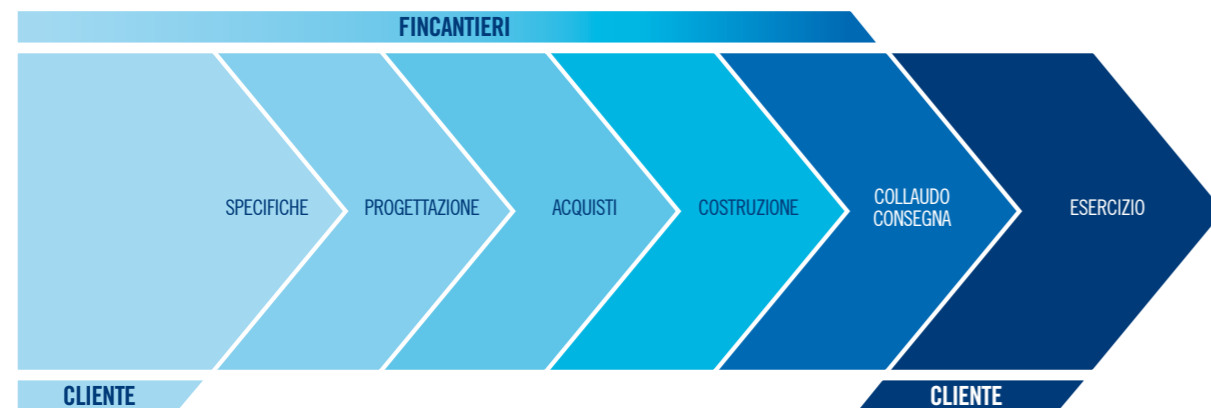 FINCANTIERI
SPECIFICHE
PROGETTAZIONE
ACQUISTI
COSTRUZIONE
COLLAUDO
CONSEGNA
ESERCIZIO
CLIENTE
CLIENTE